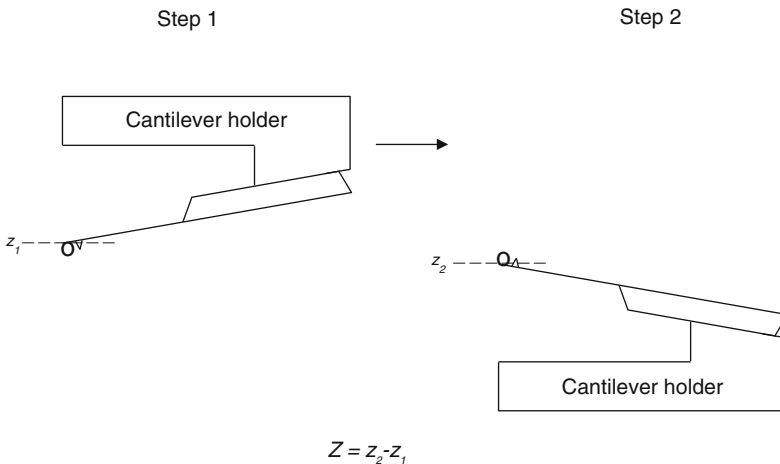 Step 1
Step 2
Cantilever holder
z₁
z₂
Cantilever holder
Z = z₂-z₁